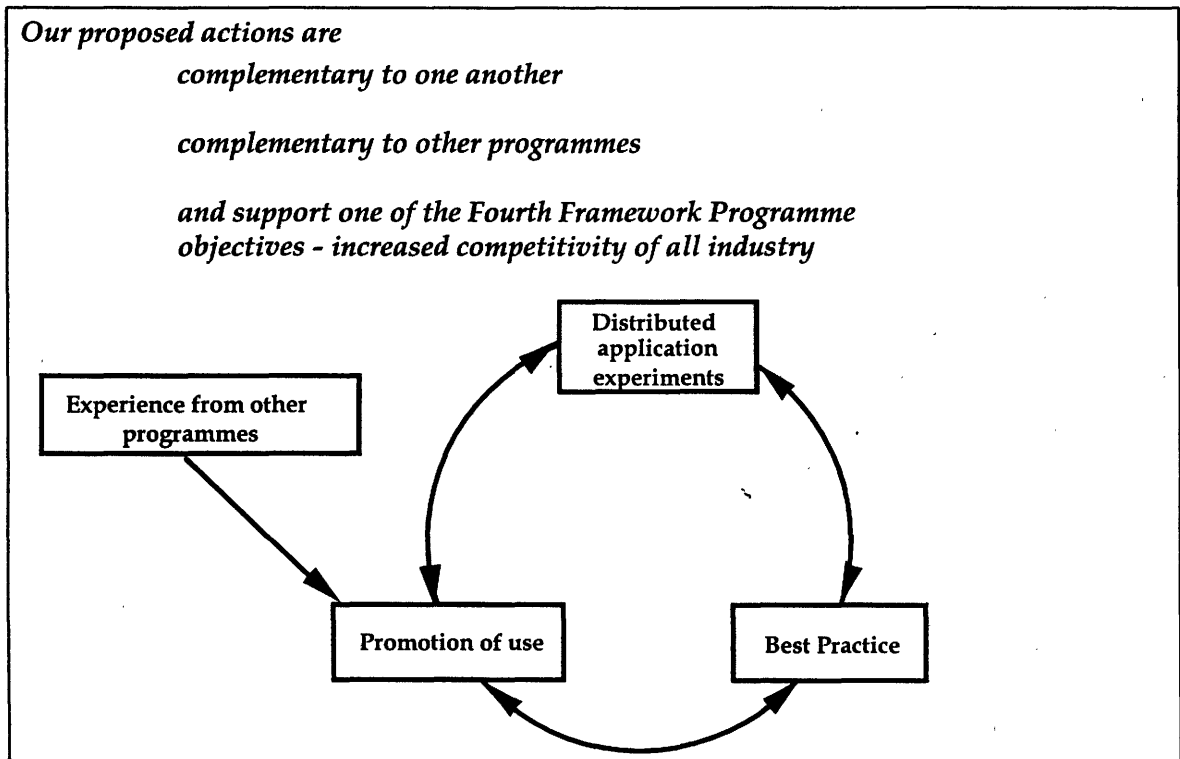 Our proposed actions are
complementary to one another
complementary to other programmes
and support one of the Fourth Framework Programme
objectives - increased competitivity of all industry
Distributed
application
experiments
Experience from other
programmes
Promotion of use
Best Practice